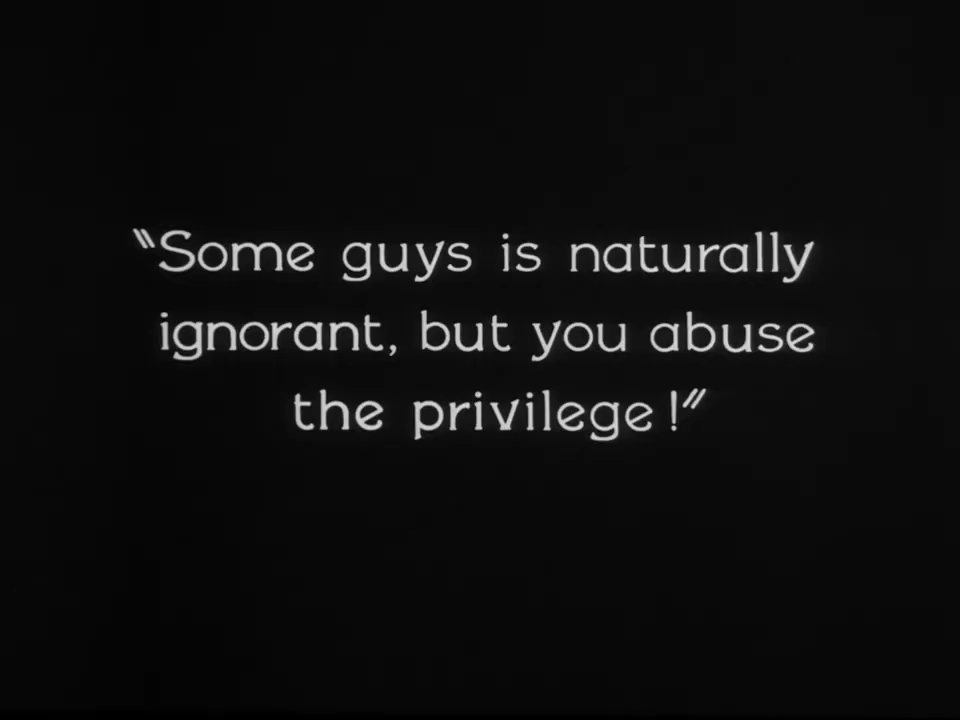 "Some guys is naturally
ignorant, but you abuse
the privilege!"